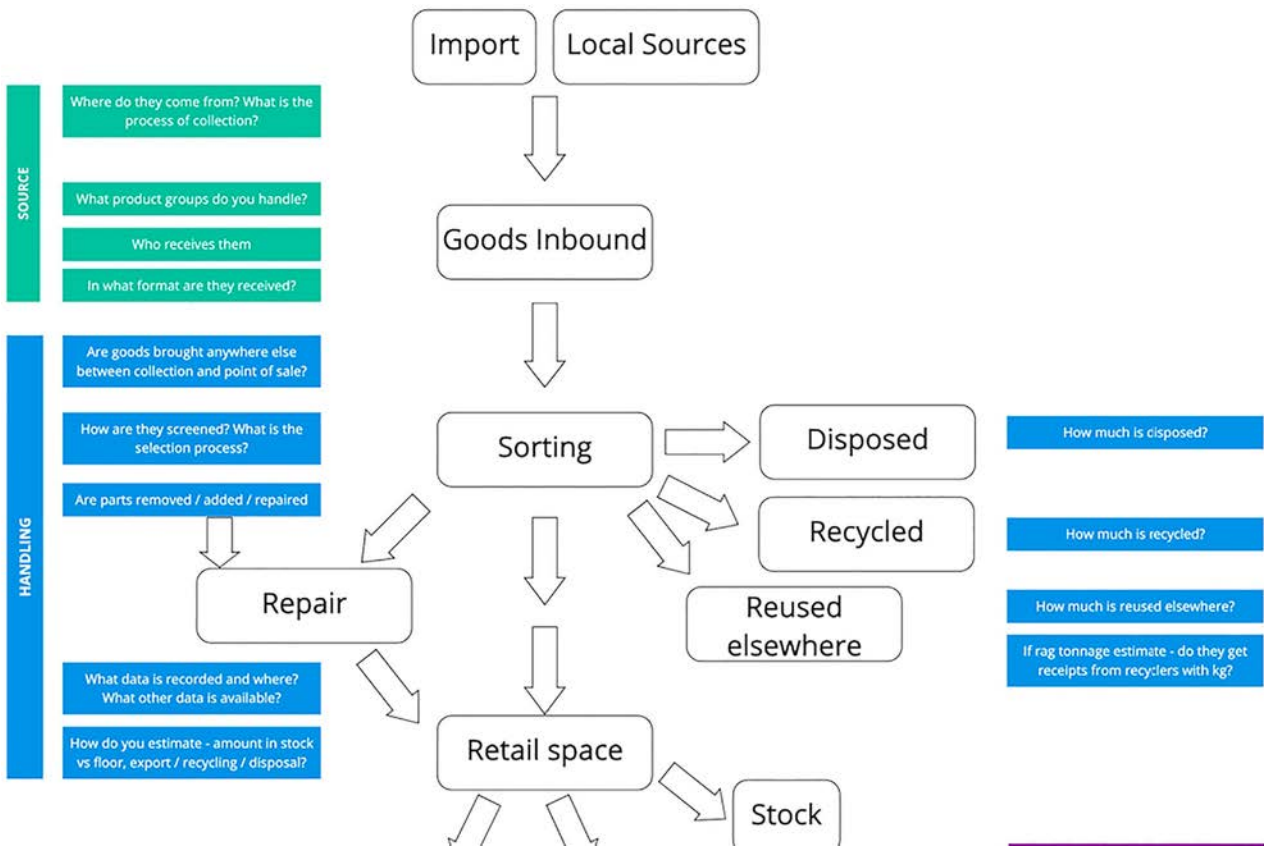 Import
Local Sources
SOURCE
Where do they come from? What is the
process of collection?
What product groups do you handle?
Who receives them
In what format are they received?
Goods Inbound
HANDLING
Are goods brought anywhere else
between collection and point of sale?
How are they screened? What is the
selection process?
Are parts removed / added / repaired
Sorting
Disposed
How much is disposed?
Recycled
How much is recycled?
Repair
Reused
elsewhere
How much is reused elsewhere?
If rag tonnage estimate - do they get
receipts from recyclers with kg?
What data is recorded and where?
What other data is available?
How do you estimate - amount in stock
vs floor, export / recycling / disposal?
Retail space
Stock